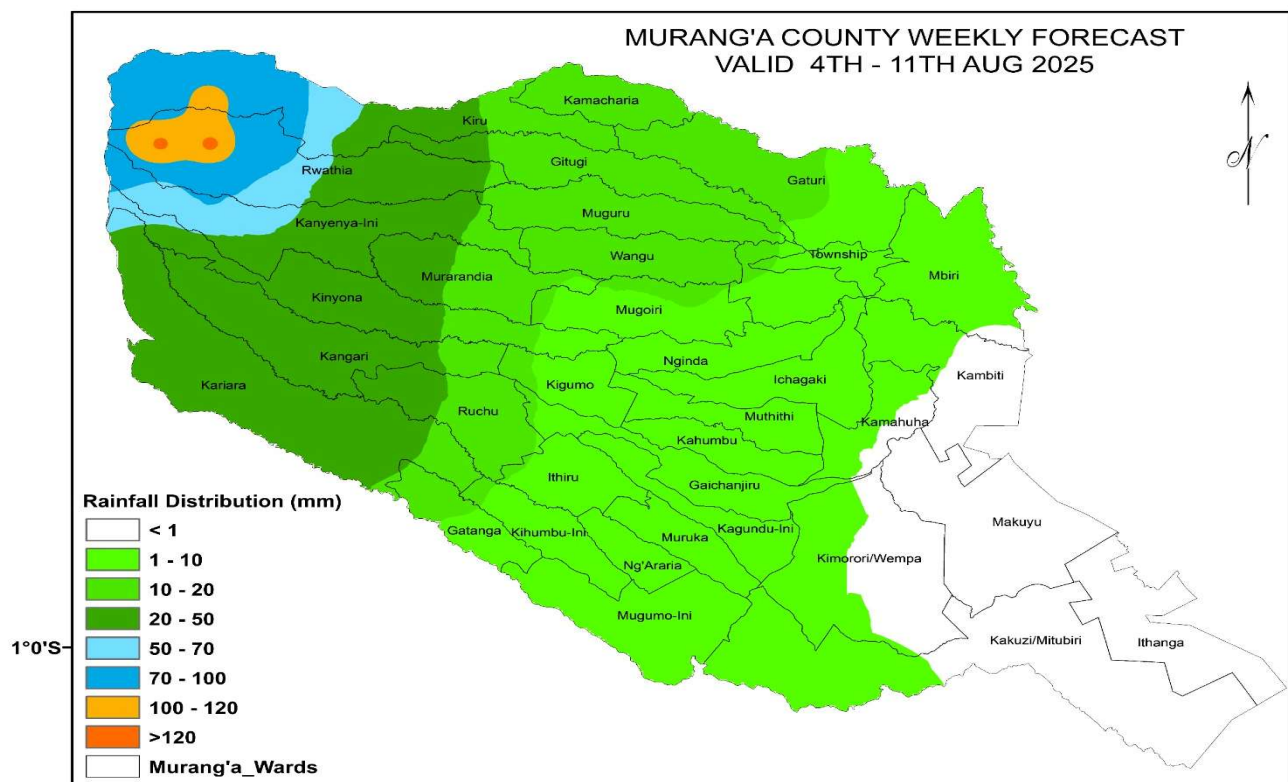 MURANG'A COUNTY WEEKLY FORECAST
VALID 4TH - 11TH AUG 2025
N
Kamacharia
Kiru
Gitugi
Rwathia
Gaturi
Muguru
Kanyenya-Ini
Wangu
Township
Murarandia
Mbiri
Kinyona
Mugoiri
Kangari
Nginda
Kambiti
Kariara
Kigumo
Ichagaki
Ruchu
Muthithi
Kamahuha
Kahumbu
Ithiru
Gaichanjiru
Makuyu
Gatanga
Kihumbu-Ini
Muruka
Kagundu-Ini
Kimorori/Wempa
Ng'Araria
Mugumo-Ini
Kakuzi/Mitubiri
Ithanga
1°0'S
Rainfall Distribution (mm)
< 1
1 - 10
10 - 20
20 - 50
50 - 70
70 - 100
100 - 120
>120
Murang'a_Wards